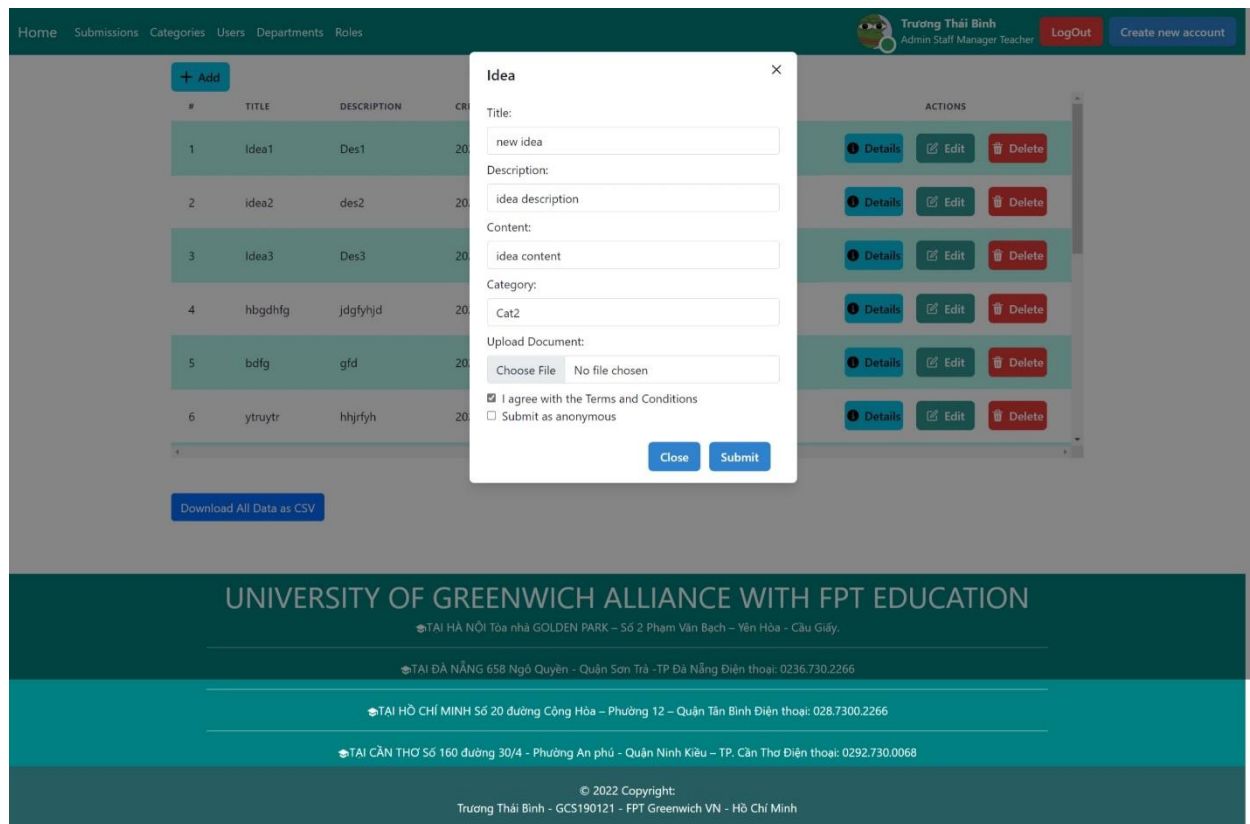 Home Submissions Categories Users Departments Roles
Trương Thái Bình
Admin Staff Manager Teacher
LogOut
Create new account
+ Add
# TITLE DESCRIPTION ACTIONS
1 Idea1 Des1 Details Edit Delete
2 idea2 des2 Details Edit Delete
3 Idea3 Des3 Details Edit Delete
4 hbgdhfg jdgfyhjd Details Edit Delete
5 bdfg gfd Details Edit Delete
6 ytruytr hhjrfyh Details Edit Delete
Idea
Title:
new idea
Description:
idea description
Content:
idea content
Category:
Cat2
Upload Document:
Choose File No file chosen
I agree with the Terms and Conditions
Submit as anonymous
Close Submit
Download All Data as CSV
UNIVERSITY OF GREENWICH ALLIANCE WITH FPT EDUCATION
TẠI HÀ NỘI Tòa nhà GOLDEN PARK – Số 2 Phạm Văn Bạch – Yên Hòa - Cầu Giấy.
TẠI ĐÀ NẴNG 658 Ngô Quyền - Quận Sơn Trà -TP Đà Nẵng Điện thoại: 0236.730.2266
TẠI HỒ CHÍ MINH Số 20 đường Cộng Hòa – Phường 12 – Quận Tân Bình Điện thoại: 028.7300.2266
TẠI CẦN THƠ Số 160 đường 30/4 - Phường An phú - Quận Ninh Kiều – TP. Cần Thơ Điện thoại: 0292.730.0068
© 2022 Copyright:
Trương Thái Bình - GCS190121 - FPT Greenwich VN - Hồ Chí Minh